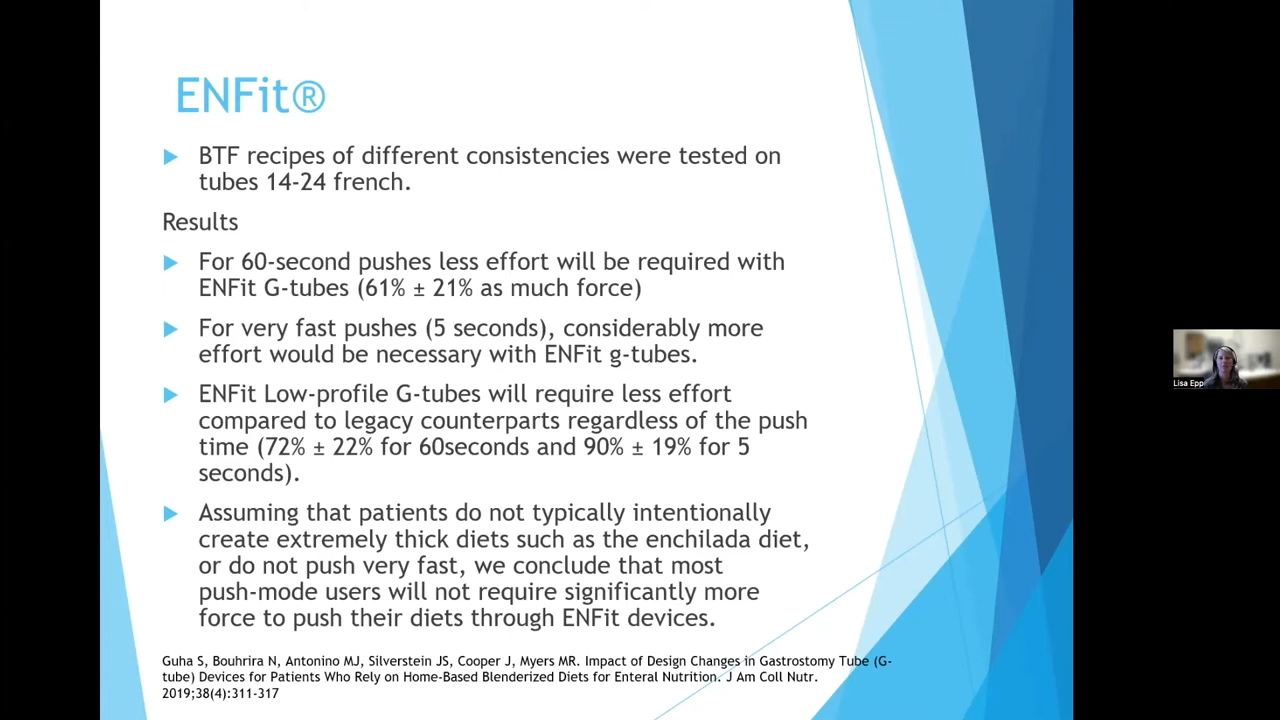 ENFit®
BTF recipes of different consistencies were tested on
tubes 14-24 french.
Results
For 60-second pushes less effort will be required with
ENFit G-tubes (61% ± 21% as much force)
For very fast pushes (5 seconds), considerably more
effort would be necessary with ENFit g-tubes.
ENFit Low-profile G-tubes will require less effort
compared to legacy counterparts regardless of the push
time (72% ± 22% for 60seconds and 90% ± 19% for 5
seconds).
Assuming that patients do not typically intentionally
create extremely thick diets such as the enchilada diet,
or do not push very fast, we conclude that most
push-mode users will not require significantly more
force to push their diets through ENFit devices.
Guha S, Bouhrira N, Antonino MJ, Silverstein JS, Cooper J, Myers MR. Impact of Design Changes in Gastrostomy Tube (G-
tube) Devices for Patients Who Rely on Home-Based Blenderized Diets for Enteral Nutrition. J Am Coll Nutr.
2019;38(4):311-317
Lisa Epp